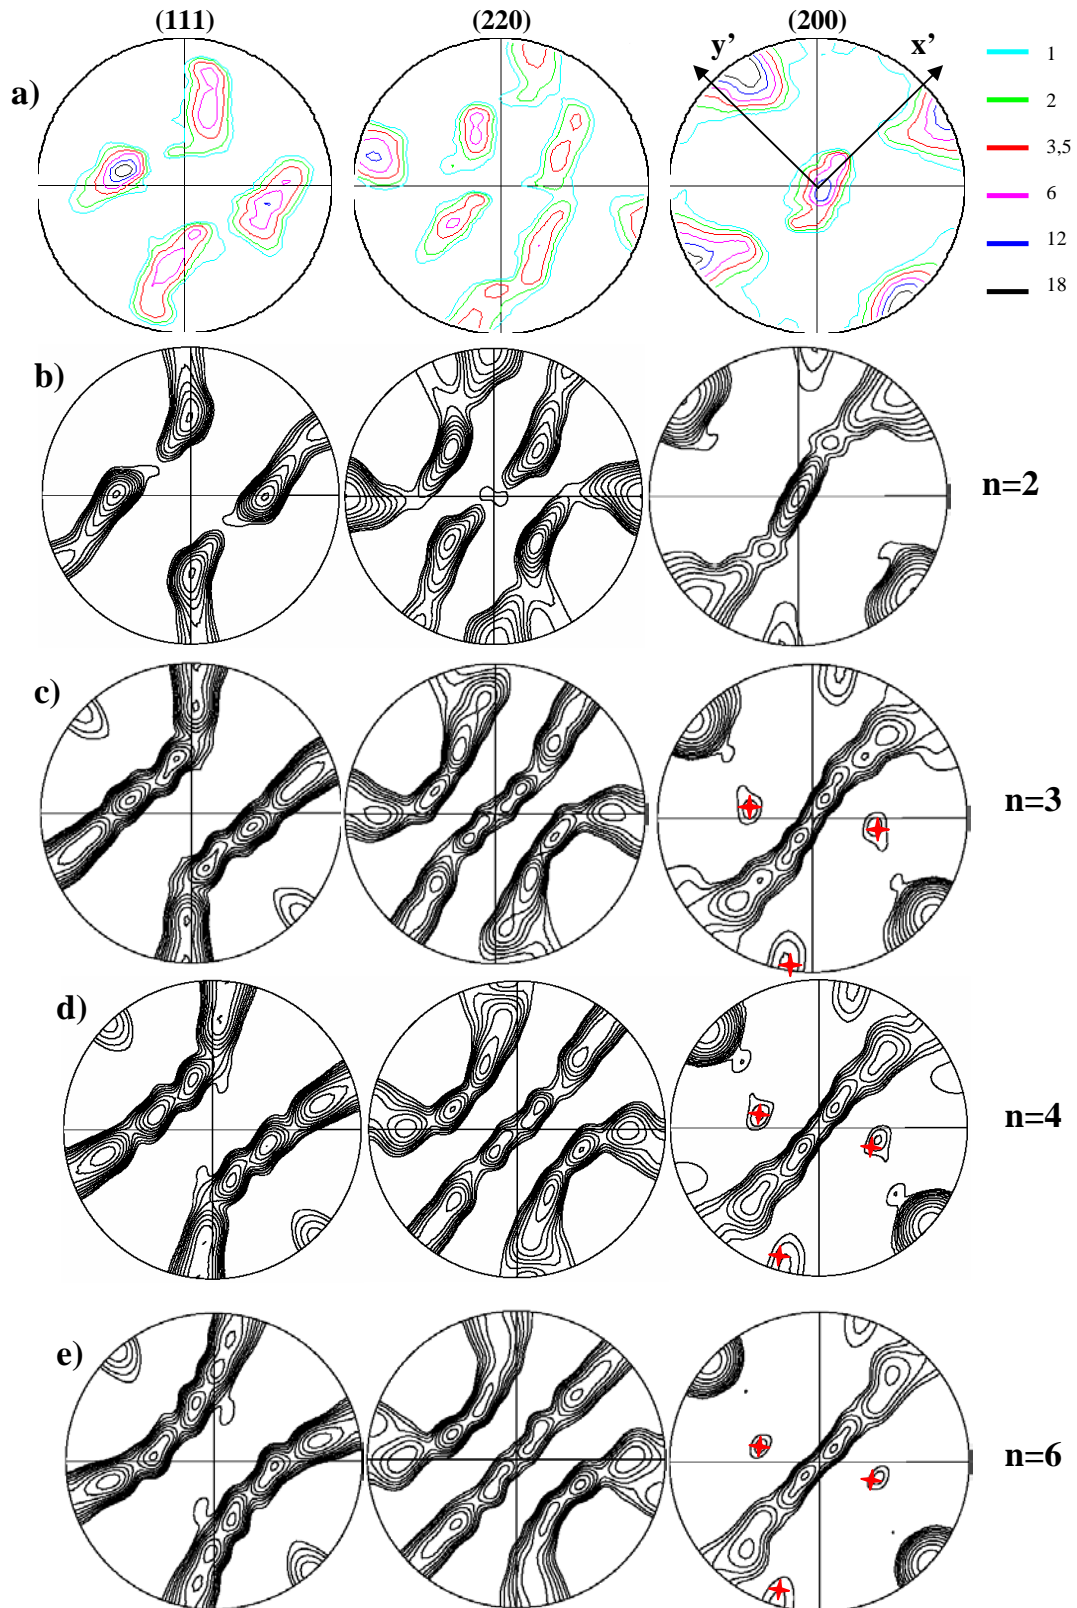 (111) (220) (200)
a)
y’ x’
1
2
3,5
6
12
18
b)
n=2
c)
n=3
d)
n=4
e)
n=6